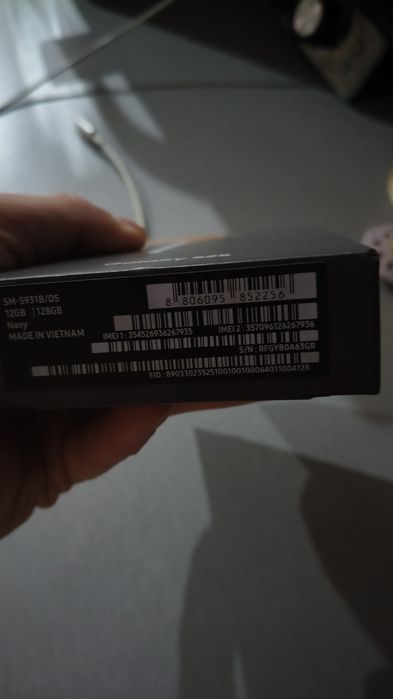 SM-S931B/DS
12GB | 128GB
Navy
MADE IN VIETNAM
8 806095 852256
IMEI 1 : 354526936267935
IMEI 2 : 357096126267936
S/N : RFGYB0A63GR
EID : 89033023525100100100064011004128